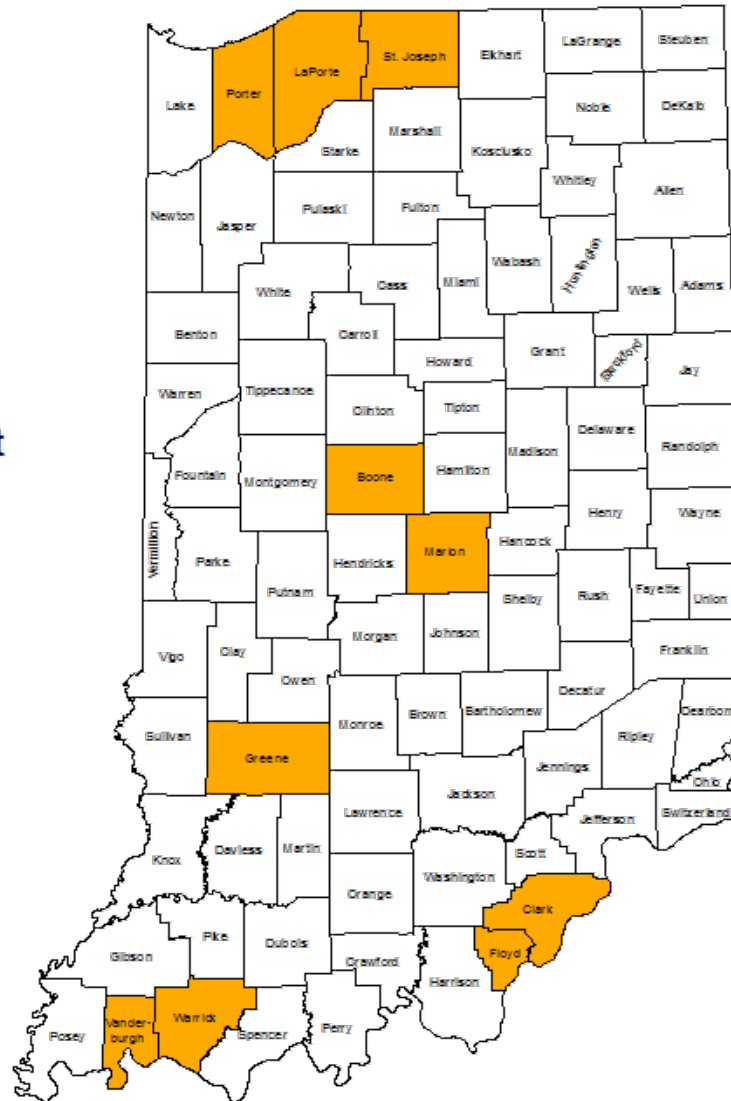 LaGrange
Steuben
St. Joseph
Elkhart
LaPorte
Porter
Lake
Noble
DeKalb
Marshall
Starke
Kosciusko
Whitley
Allen
Pulaski
Fulton
Newton
Jasper
Huntington
Wabash
Miami
Cass
White
Wells
Adams
Benton
Carroll
Grant
Howard
Jay
Warren
Tippecanoe
Clinton
Tipton
Delaware
Randolph
Madison
Fountain
Montgomery
Boone
Hamilton
Henry
Wayne
Vermillion
Parke
Hendricks
Marion
Hancock
Putnam
Shelby
Rush
Fayette
Union
Vigo
Clay
Morgan
Johnson
Franklin
Owen
Decatur
Sullivan
Monroe
Brown
Bartholomew
Dearborn
Ripley
Greene
Jennings
Ohio
Jackson
Lawrence
Jefferson
Switzerland
Knox
Daviess
Martin
Scott
Washington
Orange
Clark
Pike
Dubois
Gibson
Crawford
Floyd
Harrison
Posey
Vander-
burgh
Warrick
Spencer
Perry